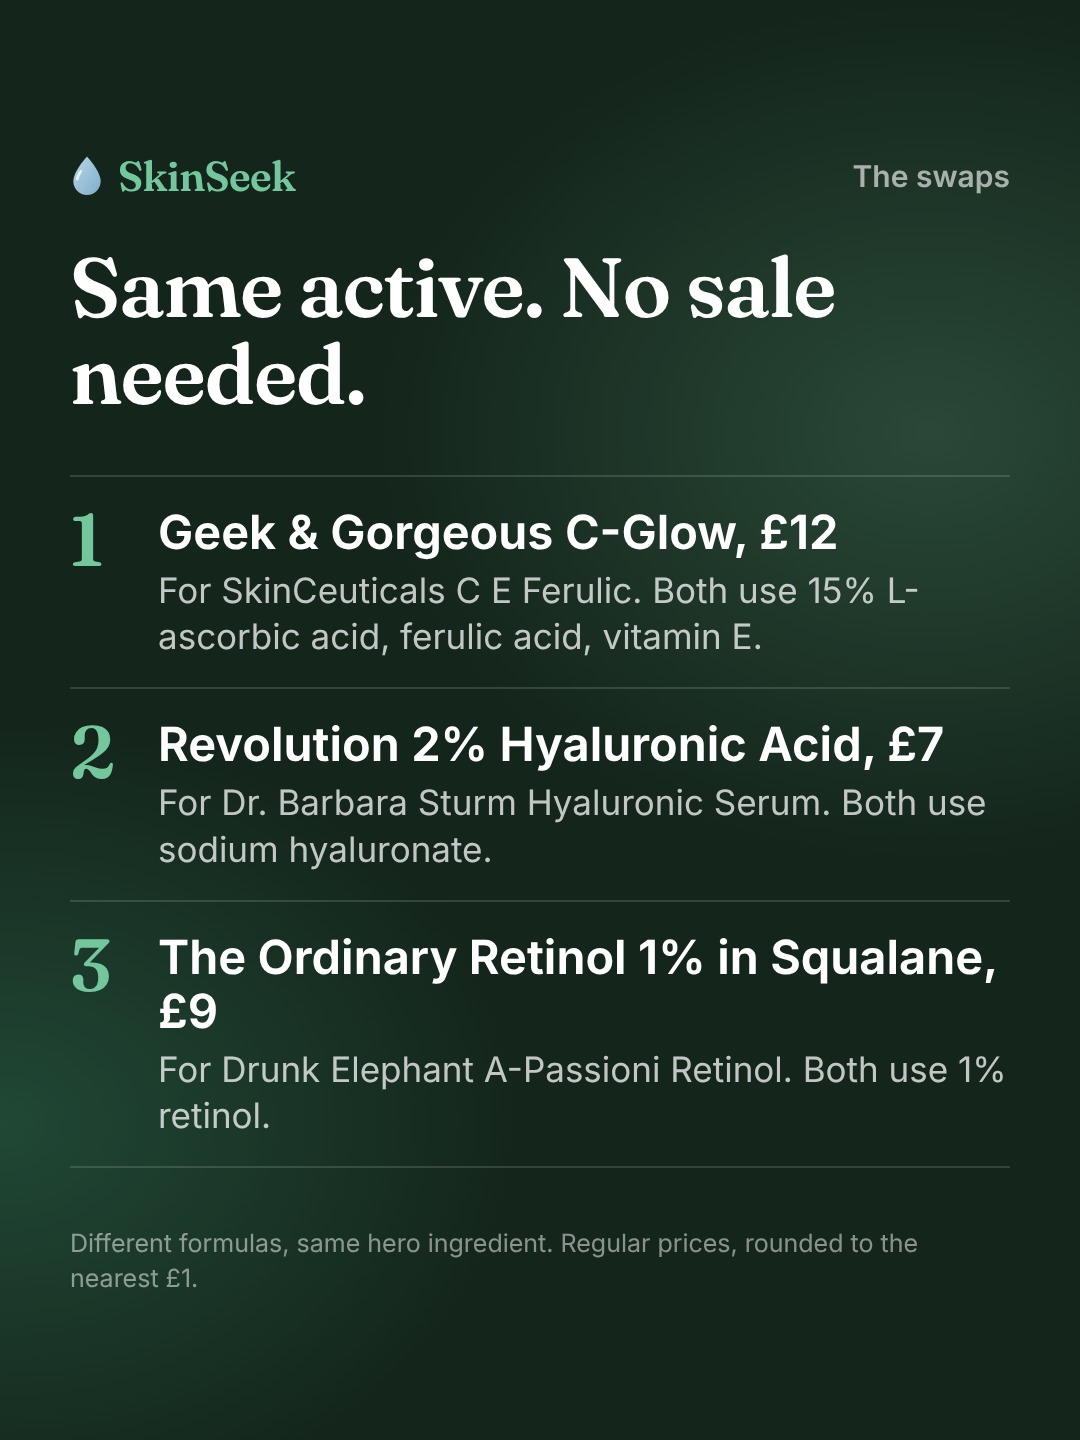 SkinSeek
The swaps
Same active. No sale
needed.
1
Geek & Gorgeous C-Glow, £12
For SkinCeuticals C E Ferulic. Both use 15% L-
ascorbic acid, ferulic acid, vitamin E.
2
Revolution 2% Hyaluronic Acid, £7
For Dr. Barbara Sturm Hyaluronic Serum. Both use
sodium hyaluronate.
3
The Ordinary Retinol 1% in Squalane,
£9
For Drunk Elephant A-Passioni Retinol. Both use 1%
retinol.
Different formulas, same hero ingredient. Regular prices, rounded to the
nearest £1.